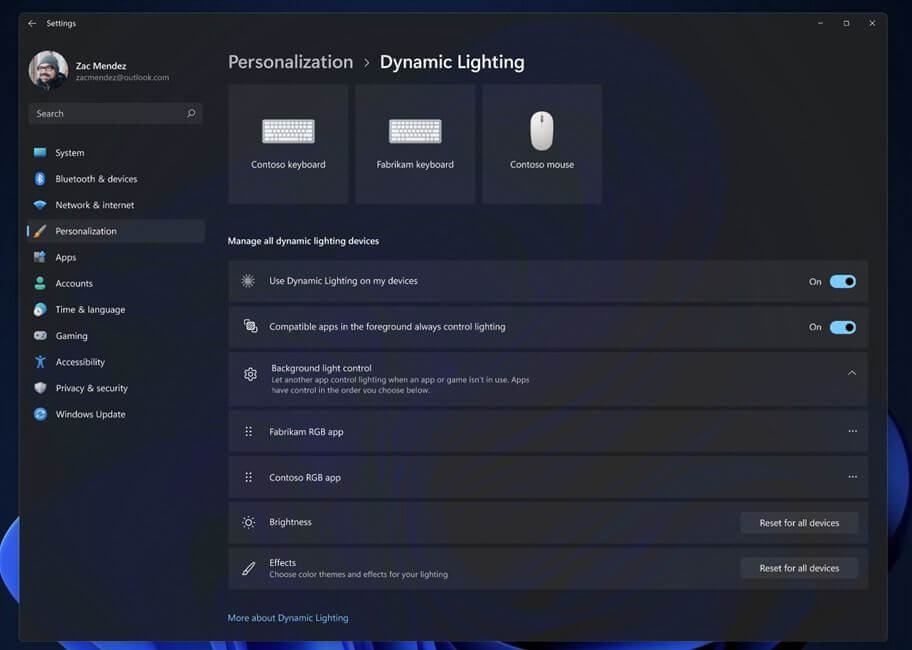 Settings
Zac Mendez
zacmendez@outlook.com
Search
System
Bluetooth & devices
Network & internet
Personalization
Apps
Accounts
Time & language
Gaming
Accessibility
Privacy & security
Windows Update
Personalization > Dynamic Lighting
Contoso keyboard
Fabrikam keyboard
Contoso mouse
Manage all dynamic lighting devices
Use Dynamic Lighting on my devices
On
Compatible apps in the foreground always control lighting
On
Background light control
Let another app control lighting when an app or game isn't in use. Apps
have control in the order you choose below.
Fabrikam RGB app
Contoso RGB app
Brightness
Reset for all devices
Effects
Choose color themes and effects for your lighting
Reset for all devices
More about Dynamic Lighting